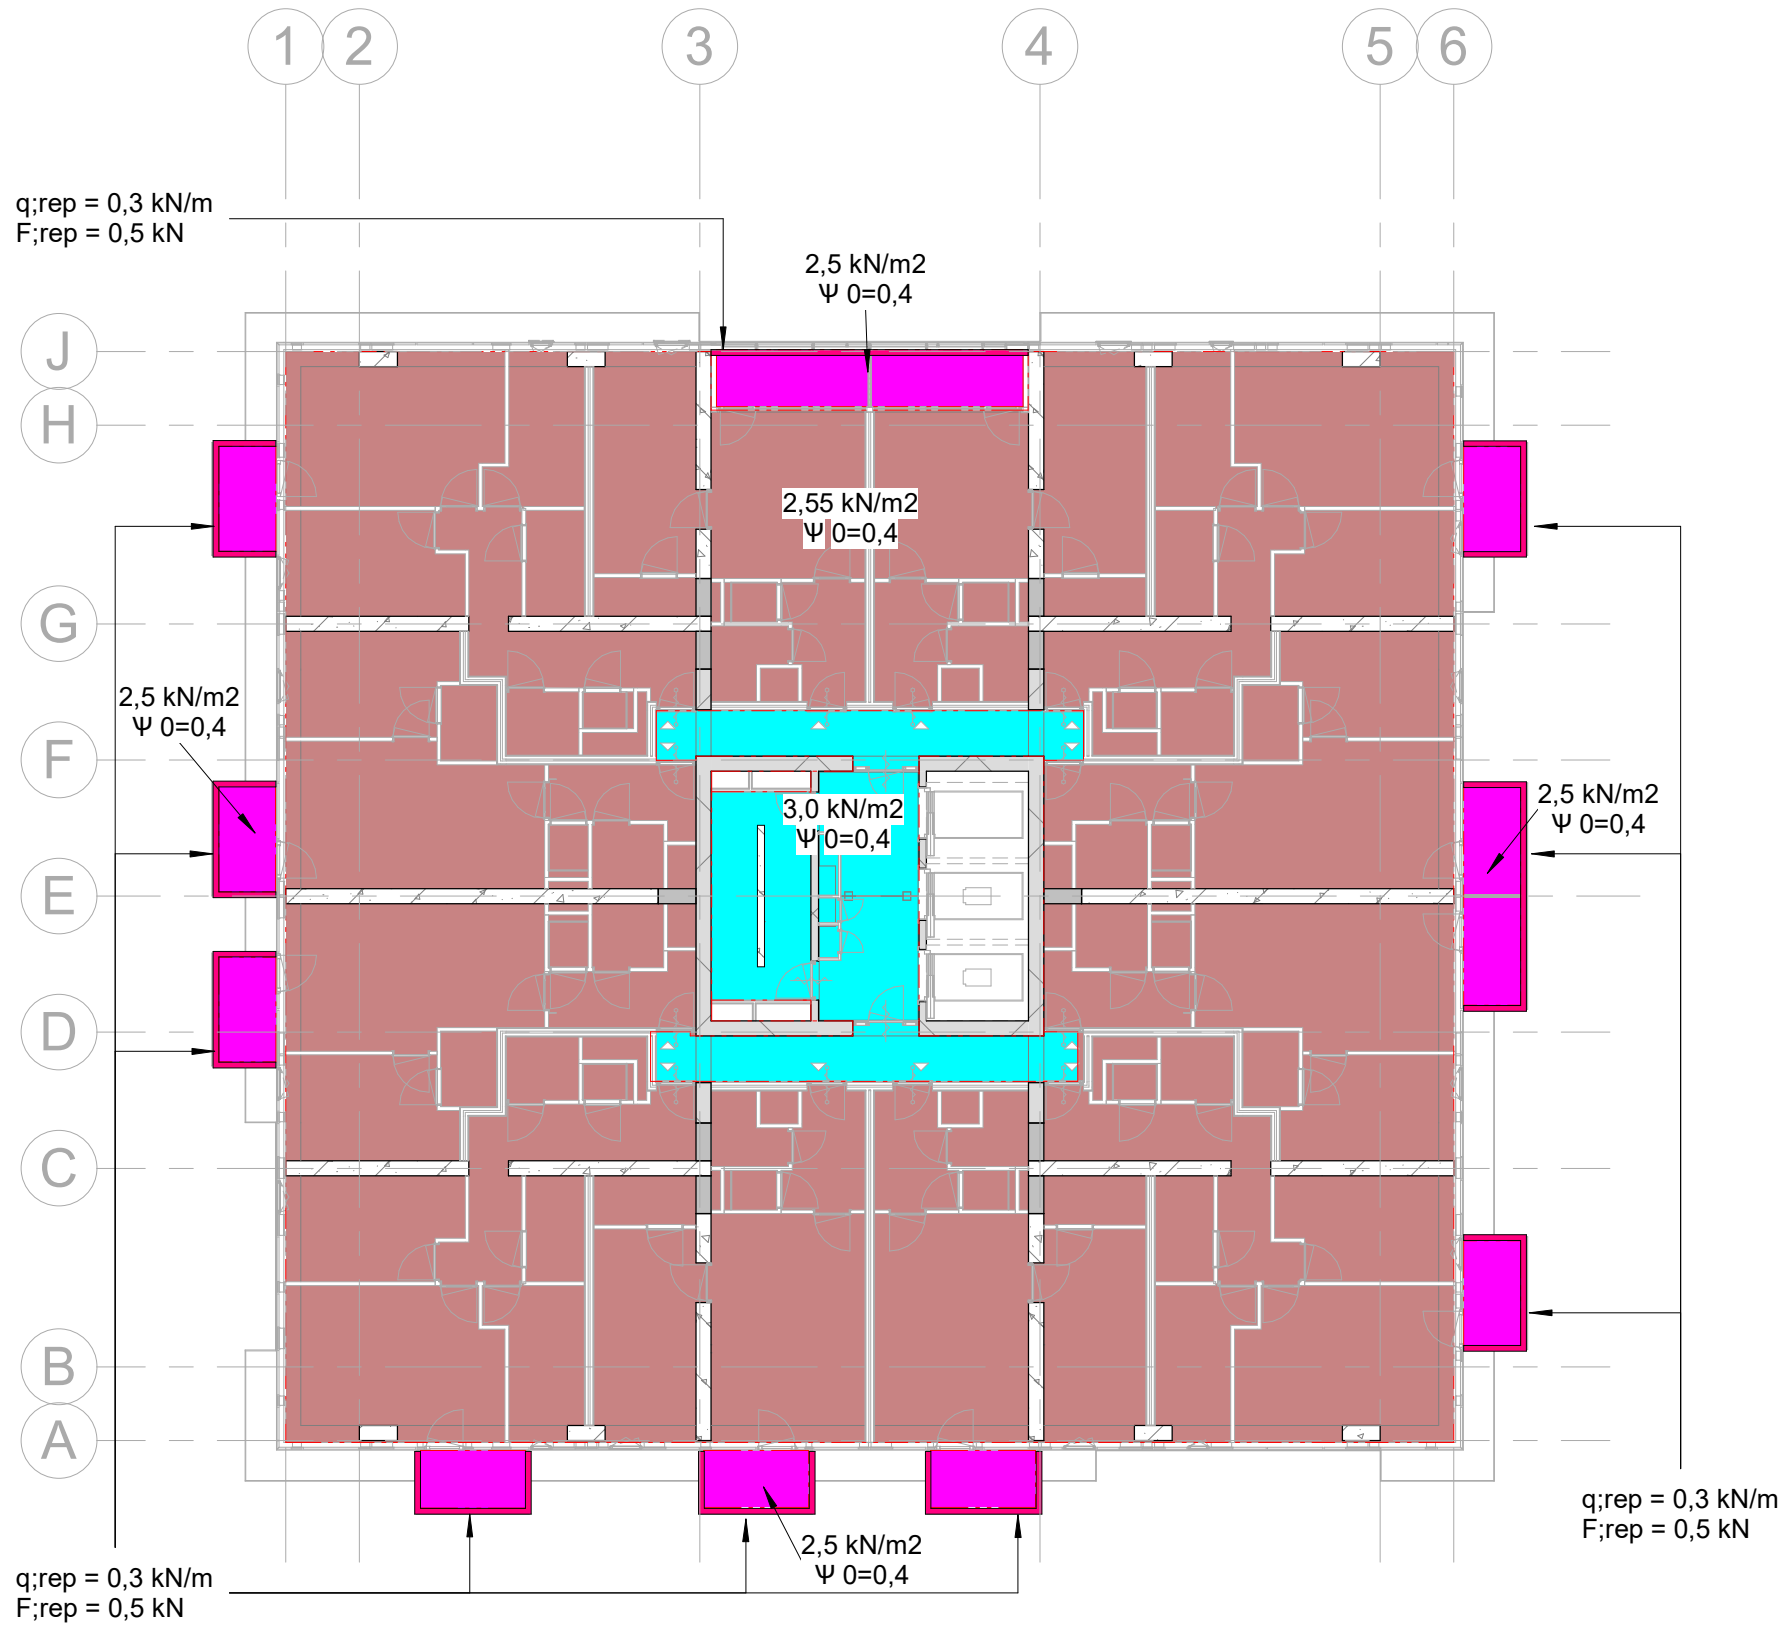 1
2
3
4
5
6
q;rep = 0,3 kN/m
F;rep = 0,5 kN
2,5 kN/m2
Ψ 0=0,4
J
H
2,55 kN/m2
Ψ 0=0,4
G
2,5 kN/m2
Ψ 0=0,4
F
3,0 kN/m2
Ψ 0=0,4
2,5 kN/m2
Ψ 0=0,4
E
D
C
B
A
q;rep = 0,3 kN/m
F;rep = 0,5 kN
2,5 kN/m2
Ψ 0=0,4
q;rep = 0,3 kN/m
F;rep = 0,5 kN